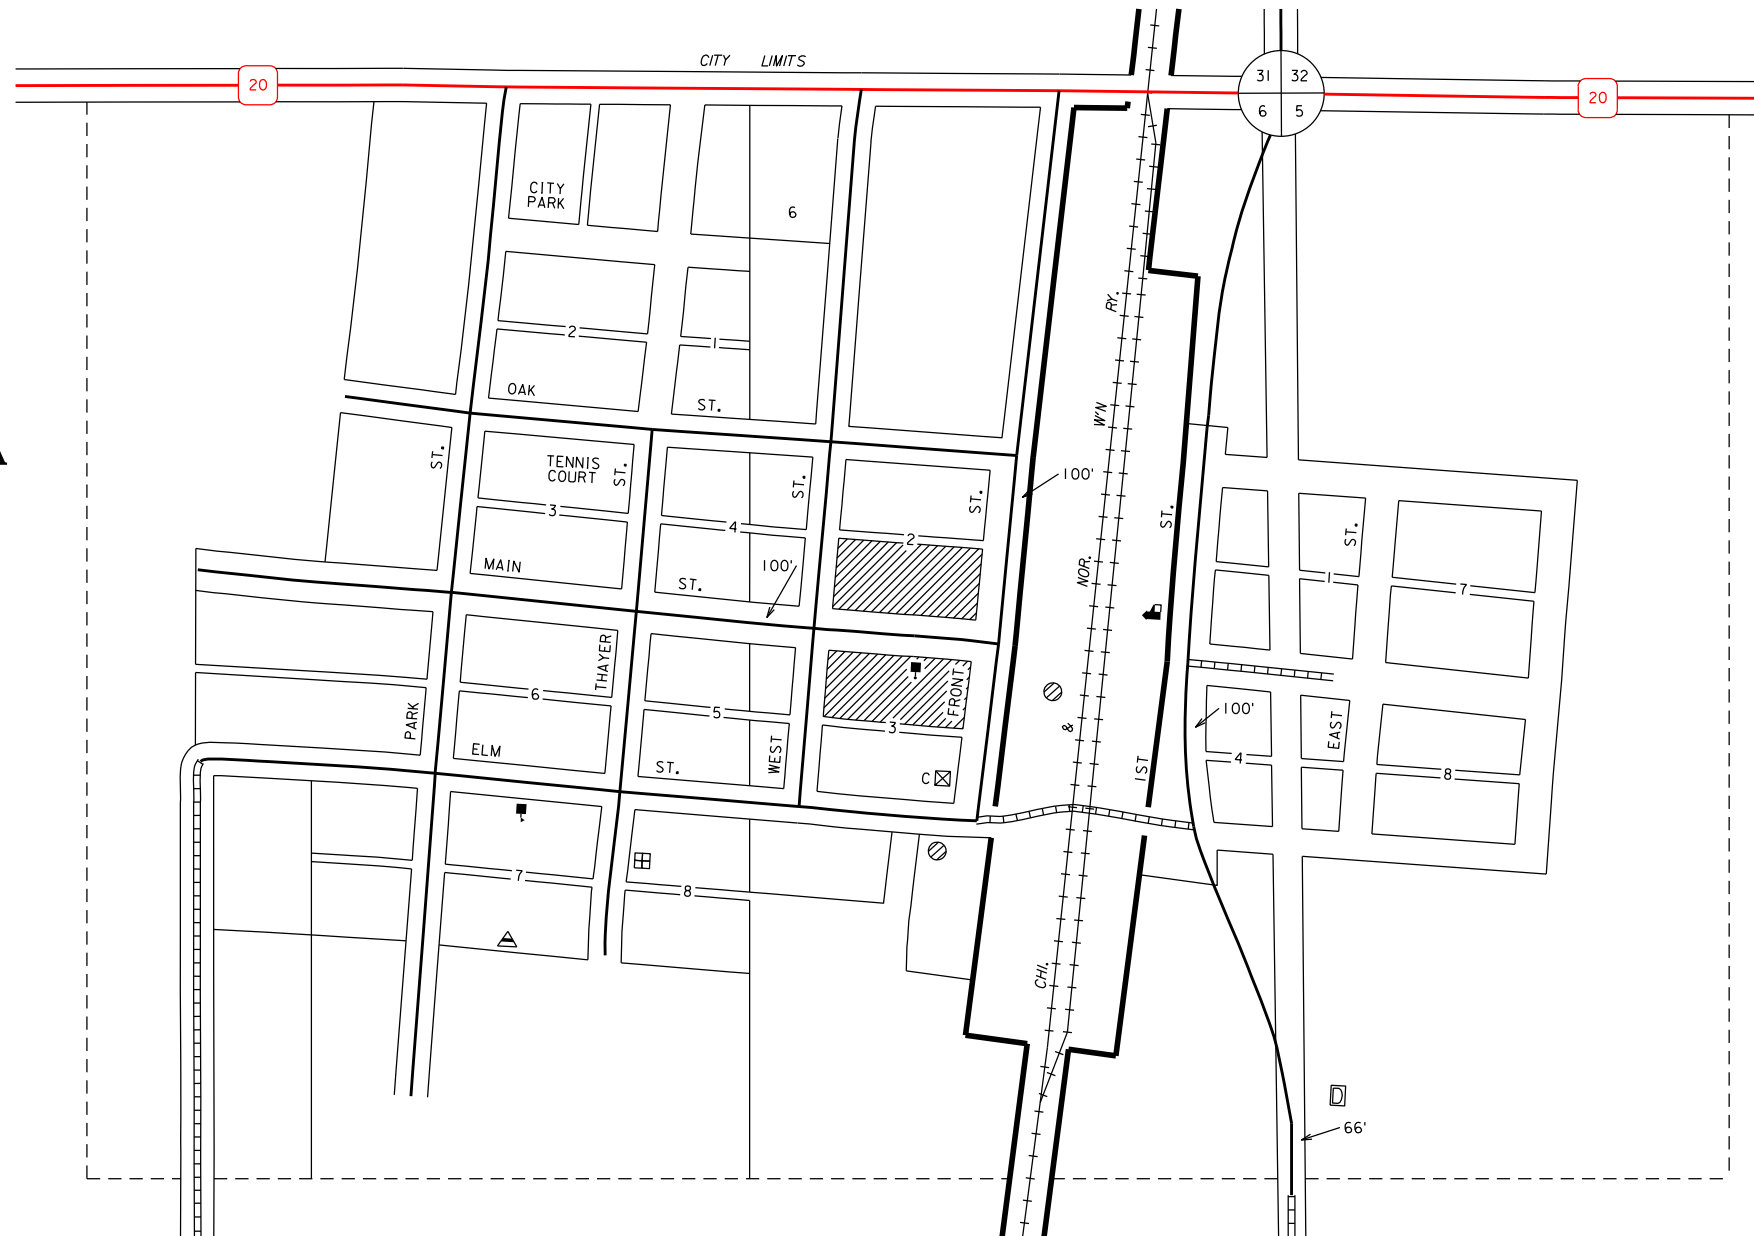 CITY LIMITS
20
31 32
6 5
20
CITY
PARK
6
2
1
OAK
ST.
RY.
W'N
NOR.
&
CHI.
ST.
TENNIS
COURT
ST.
ST.
ST.
100'
3
4
2
MAIN
ST.
100'
ST.
ST.
1
7
THAYER
6
5
3
FRONT
PARK
ELM
ST.
WEST
C
1ST
100'
EAST
4
8
7
8
D
66'